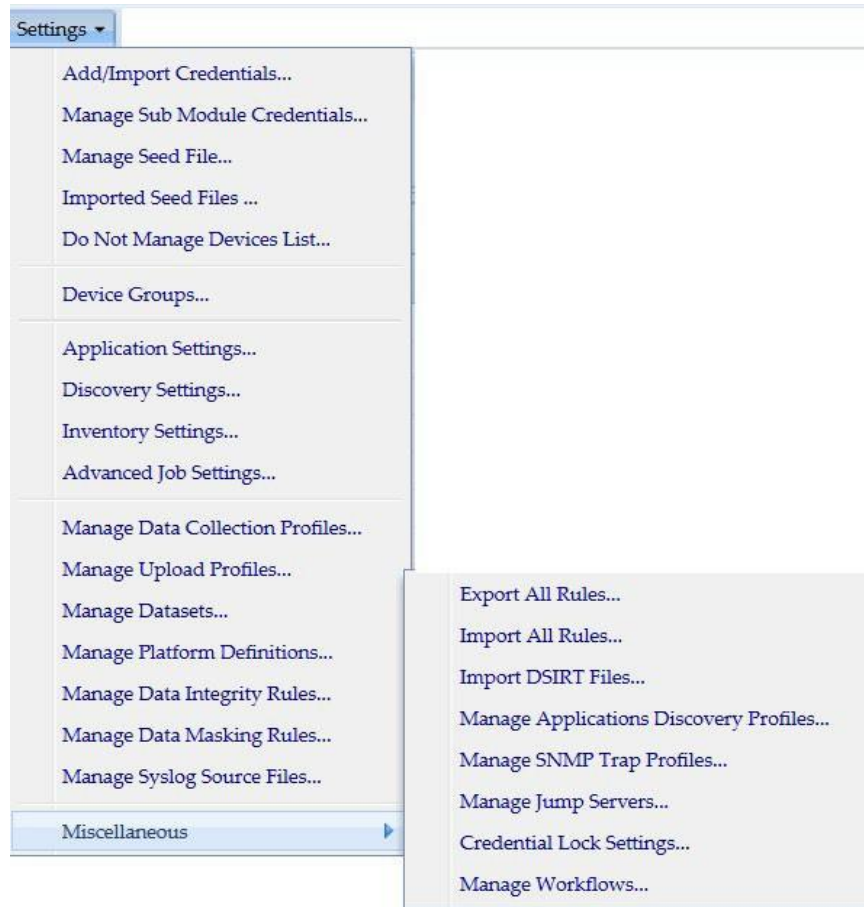 Settings
Add/Import Credentials...
Manage Sub Module Credentials...
Manage Seed File...
Imported Seed Files ...
Do Not Manage Devices List...
Device Groups...
Application Settings...
Discovery Settings...
Inventory Settings...
Advanced Job Settings...
Manage Data Collection Profiles...
Manage Upload Profiles...
Manage Datasets...
Manage Platform Definitions...
Manage Data Integrity Rules...
Manage Data Masking Rules...
Manage Syslog Source Files...
Miscellaneous
Export All Rules...
Import All Rules...
Import DSIRT Files...
Manage Applications Discovery Profiles...
Manage SNMP Trap Profiles...
Manage Jump Servers...
Credential Lock Settings...
Manage Workflows...